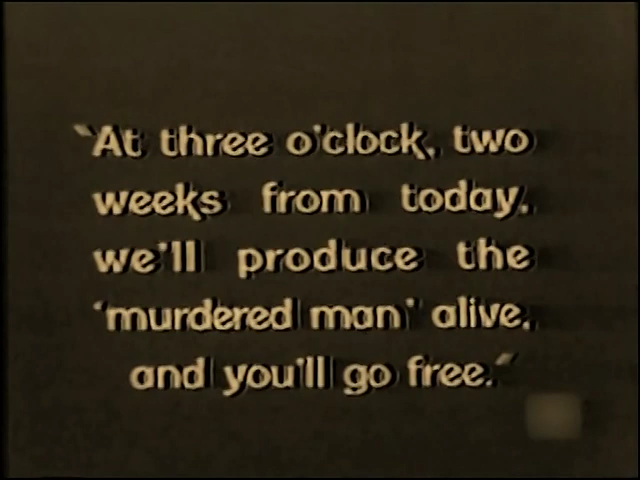 "At three o'clock, two
weeks from today,
we'll produce the
'murdered man' alive,
and you'll go free."